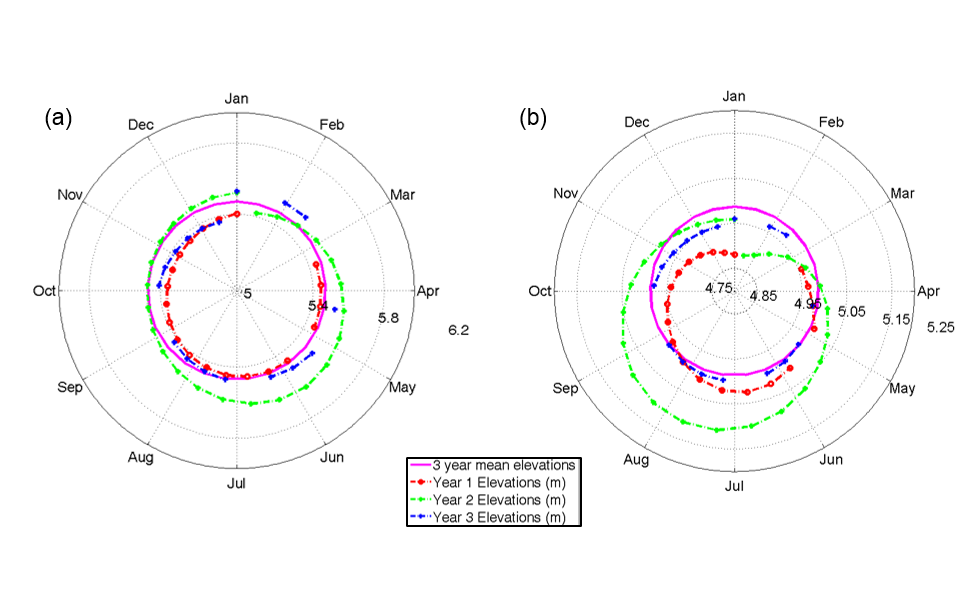 (a)
Jan
Feb
Mar
Apr
May
Jun
Jul
Aug
Sep
Oct
Nov
Dec
5
5.4
5.8
6.2
(b)
Jan
Feb
Mar
Apr
May
Jun
Jul
Aug
Sep
Oct
Nov
Dec
4.75
4.85
4.95
5.05
5.15
5.25
3 year mean elevations
Year 1 Elevations (m)
Year 2 Elevations (m)
Year 3 Elevations (m)